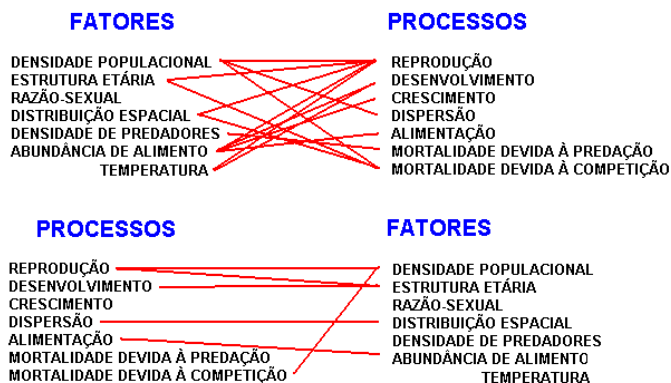 FATORES PROCESSOS
DENSIDADE POPULACIONAL REPRODUÇÃO
ESTRUTURA ETÁRIA DESENVOLVIMENTO
RAZÃO-SEXUAL CRESCIMENTO
DISTRIBUIÇÃO ESPACIAL DISPERSÃO
DENSIDADE DE PREDADORES ALIMENTAÇÃO
ABUNDÂNCIA DE ALIMENTO MORTALIDADE DEVIDA À PREDAÇÃO
TEMPERATURA MORTALIDADE DEVIDA À COMPETIÇÃO
PROCESSOS FATORES
REPRODUÇÃO DENSIDADE POPULACIONAL
DESENVOLVIMENTO ESTRUTURA ETÁRIA
CRESCIMENTO RAZÃO-SEXUAL
DISPERSÃO DISTRIBUIÇÃO ESPACIAL
ALIMENTAÇÃO DENSIDADE DE PREDADORES
MORTALIDADE DEVIDA À PREDAÇÃO ABUNDÂNCIA DE ALIMENTO
MORTALIDADE DEVIDA À COMPETIÇÃO TEMPERATURA